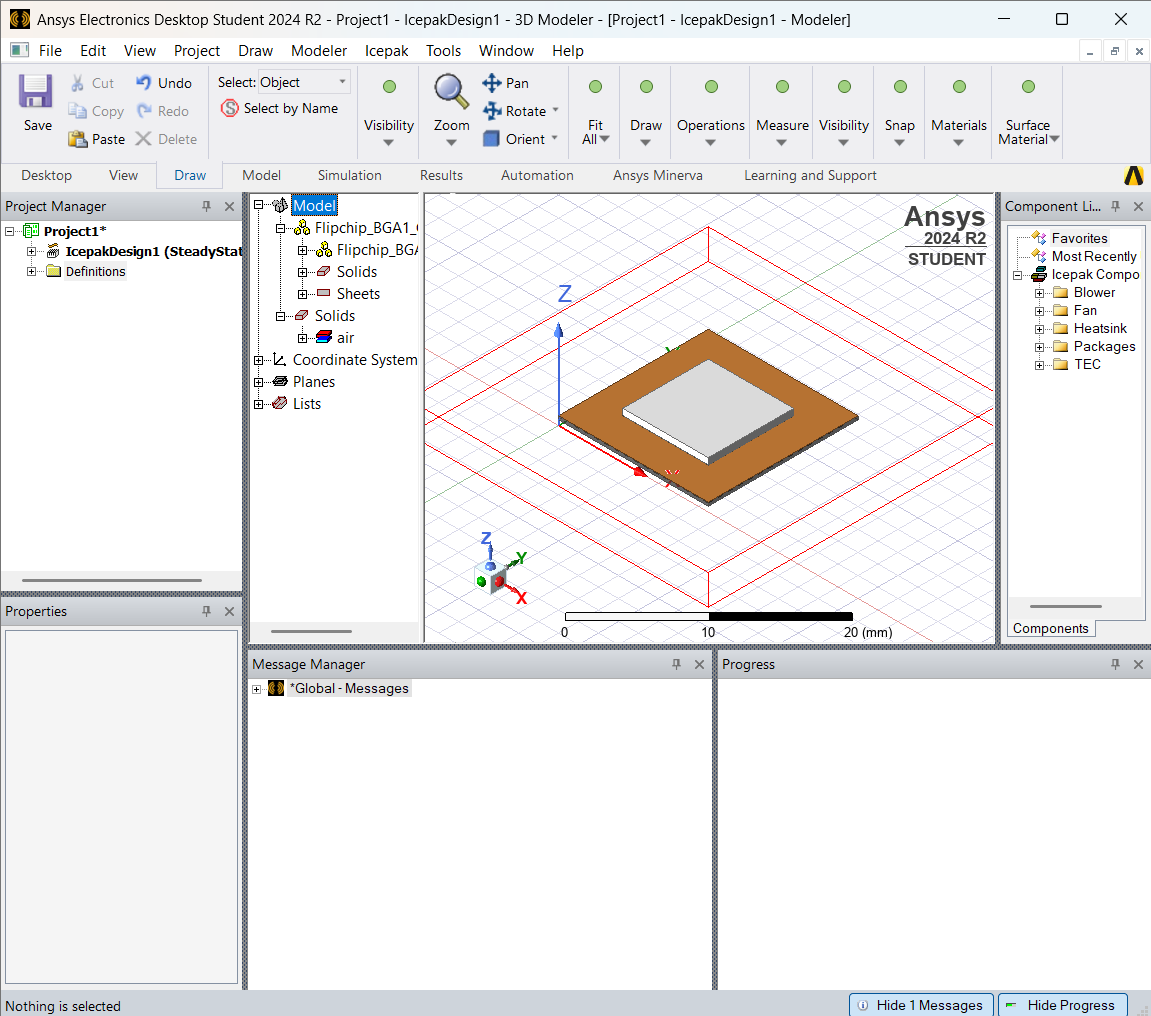 Ansys Electronics Desktop Student 2024 R2 - Project1 - IcepakDesign1 - 3D Modeler - [Project1 - IcepakDesign1 - Modeler]
File Edit View Project Draw Modeler Icepak Tools Window Help
Save
Cut
Copy
Paste
Undo
Redo
Delete
Select: Object
Select by Name
Visibility
Zoom
Pan
Rotate
Orient
Fit
All
Draw
Operations
Measure
Visibility
Snap
Materials
Surface
Material
Desktop View Draw Model Simulation Results Automation Ansys Minerva Learning and Support
Project Manager
Project1*
IcepakDesign1 (SteadyStat
Definitions
Properties
Model
Flipchip_BGA1_
Flipchip_BGA
Solids
Sheets
Solids
air
Coordinate System
Planes
Lists
Ansys
2024 R2
STUDENT
Z
Z
Y
X
0 10 20 (mm)
Component Li...
Favorites
Most Recently
Icepak Compo
Blower
Fan
Heatsink
Packages
TEC
Components
Message Manager
*Global - Messages
Progress
Nothing is selected
Hide 1 Messages
Hide Progress